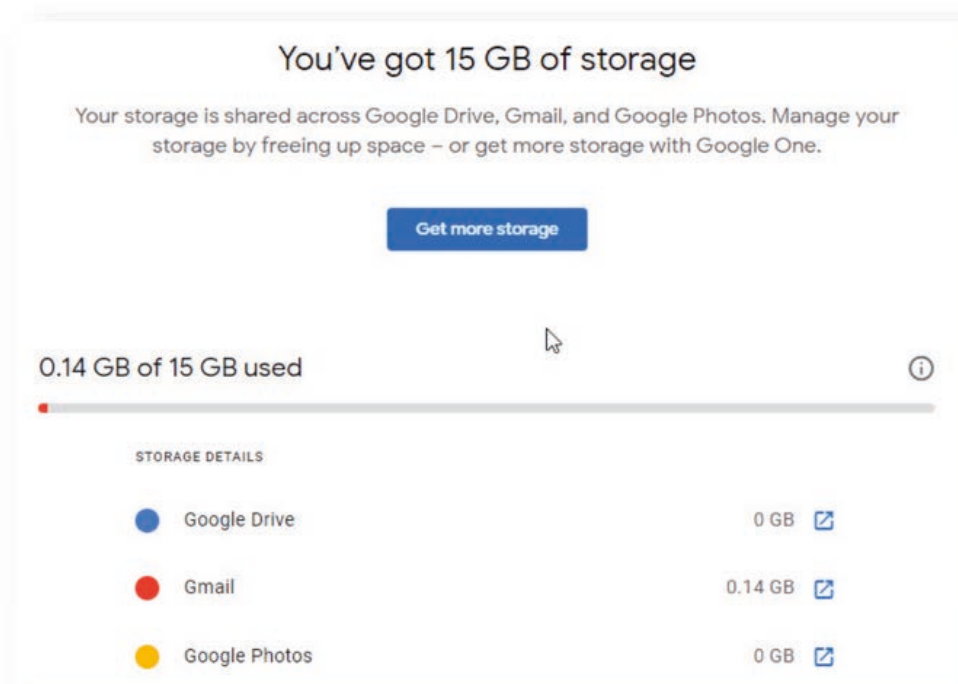 You've got 15 GB of storage
Your storage is shared across Google Drive, Gmail, and Google Photos. Manage your
storage by freeing up space – or get more storage with Google One.
Get more storage
0.14 GB of 15 GB used
STORAGE DETAILS
Google Drive 0 GB
Gmail 0.14 GB
Google Photos 0 GB